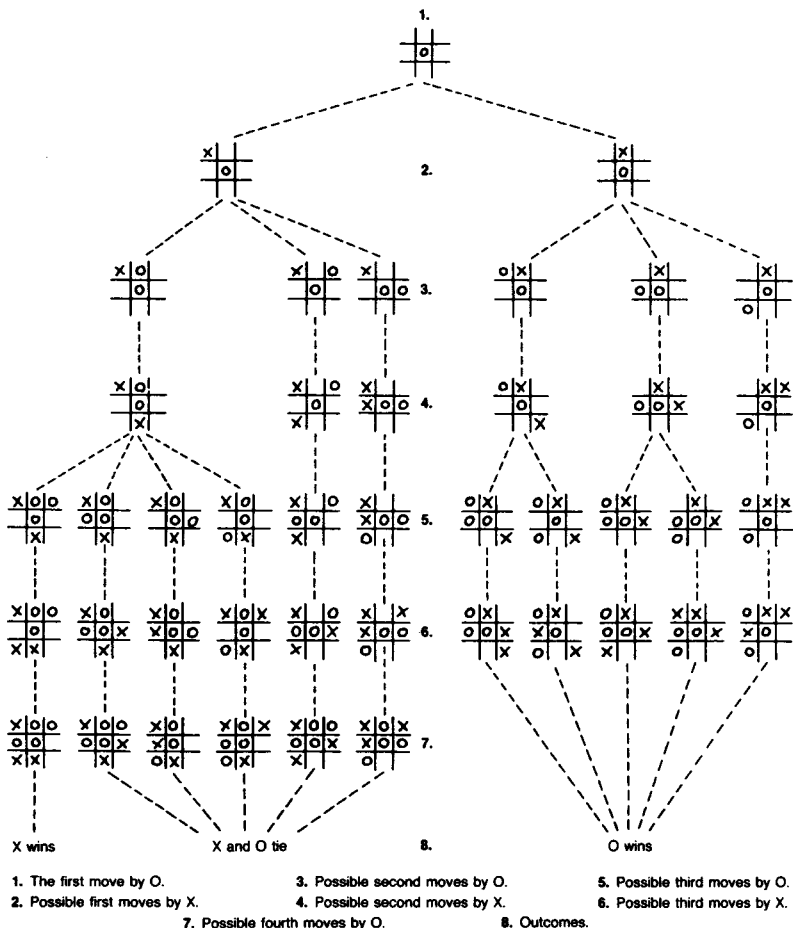 1.
2.
3.
4.
5.
6.
7.
X wins X and O tie 8. O wins
1. The first move by O. 3. Possible second moves by O. 5. Possible third moves by O.
2. Possible first moves by X. 4. Possible second moves by X. 6. Possible third moves by X.
7. Possible fourth moves by O. 8. Outcomes.